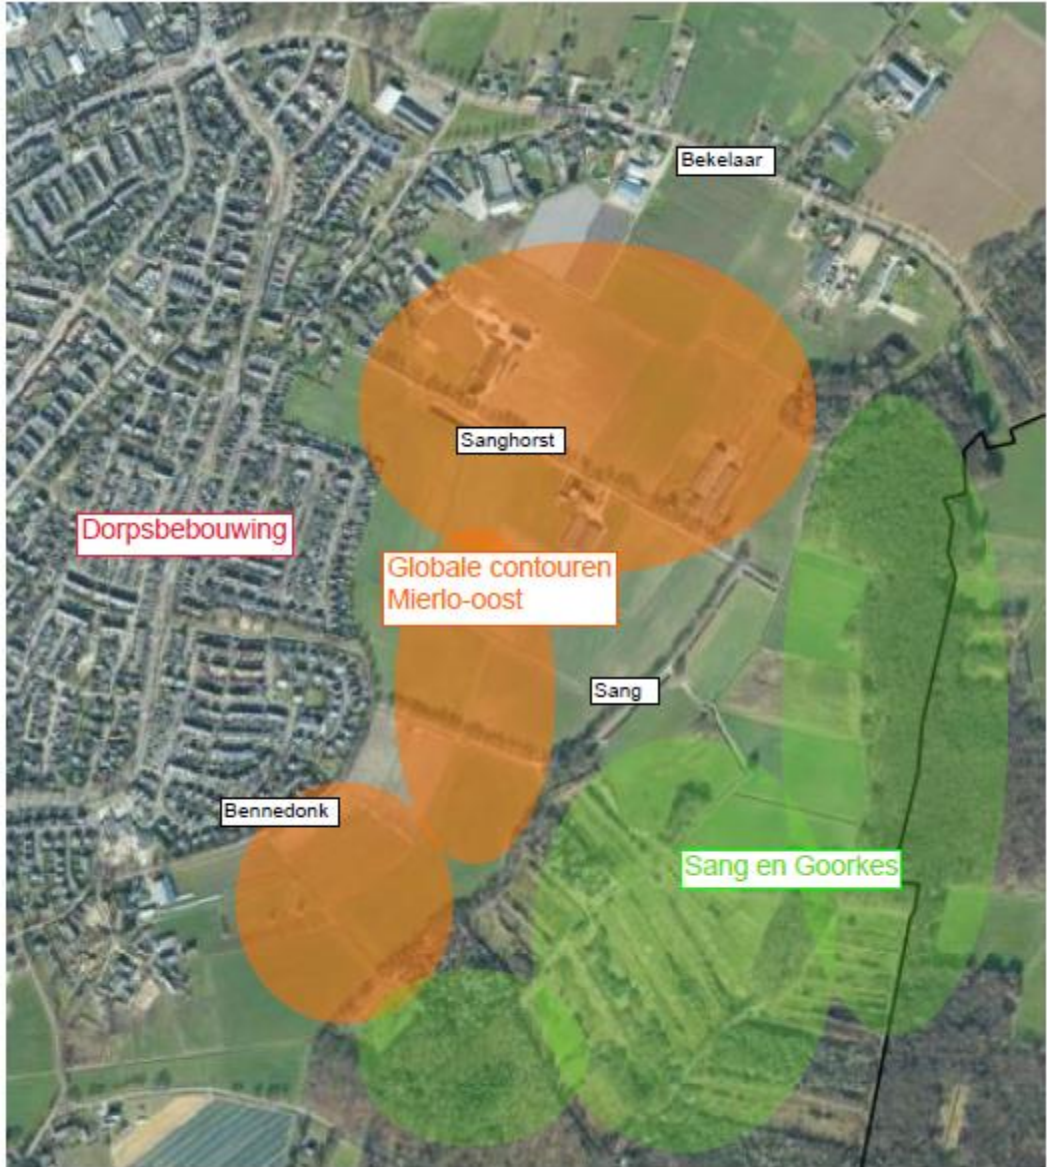 Bekelaar
Sanghorst
Dorpsbebouwing
Globale contouren
Mierlo-oost
Sang
Bennedonk
Sang en Goorkes